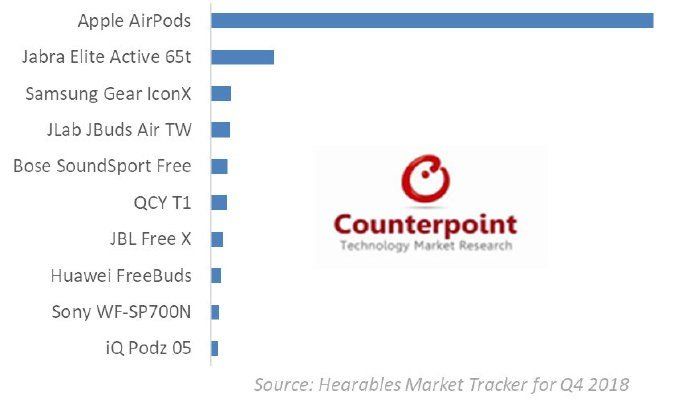 Apple AirPods
Jabra Elite Active 65t
Samsung Gear IconX
JLab JBuds Air TW
Bose SoundSport Free
QCY T1
JBL Free X
Huawei FreeBuds
Sony WF-SP700N
iQ Podz 05
Counterpoint
Technology Market Research
Source: Hearables Market Tracker for Q4 2018